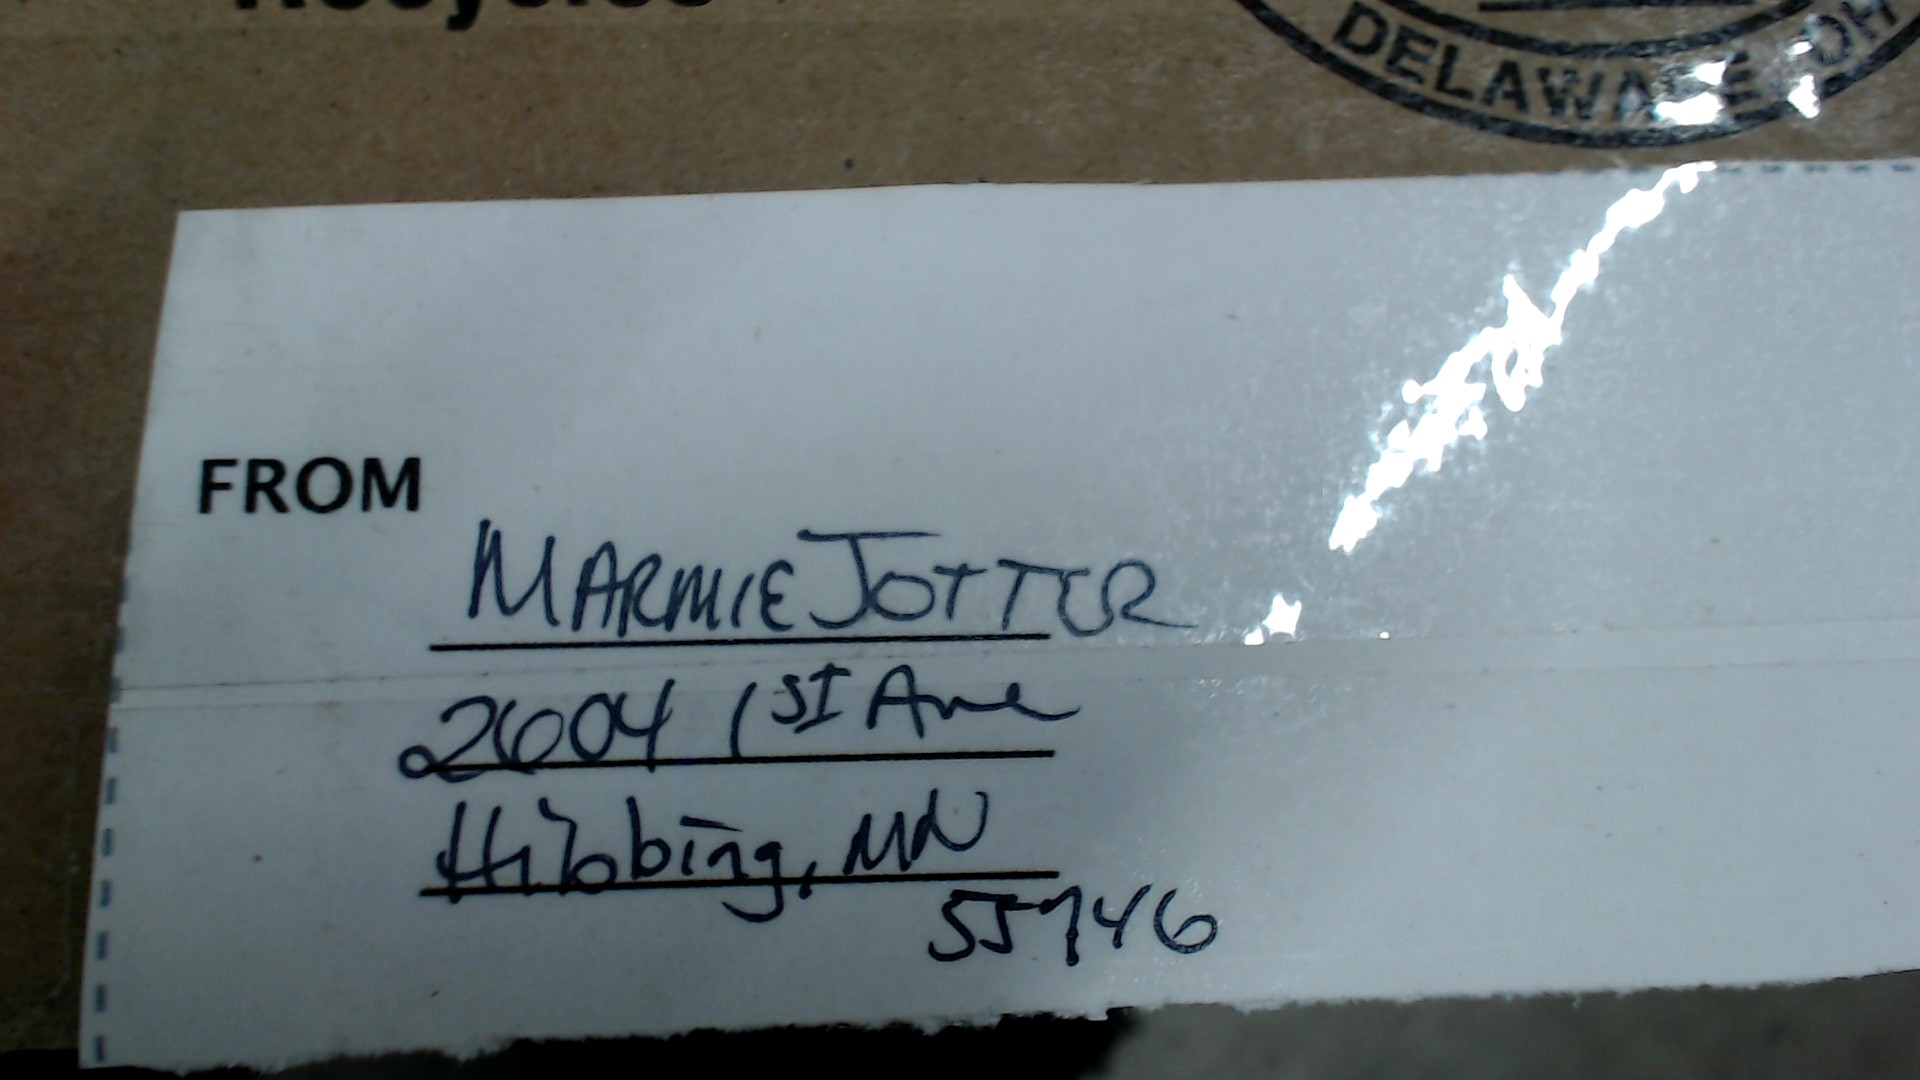 DELAWARE OH
FROM
MARMIE JOTTER
2604 1ST Ave
Hibbing, MN
55746